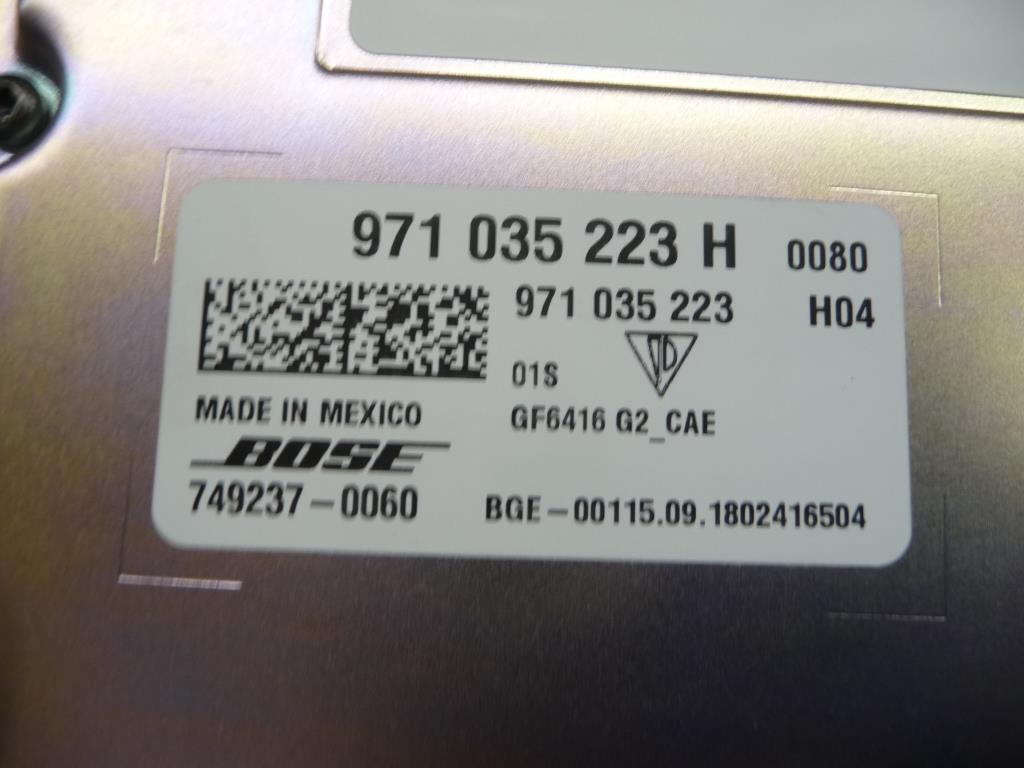 971 035 223 H 0080
971 035 223 H04
01S
MADE IN MEXICO GF6416 G2_CAE
BOSE
749237-0060 BGE-00115.09.1802416504